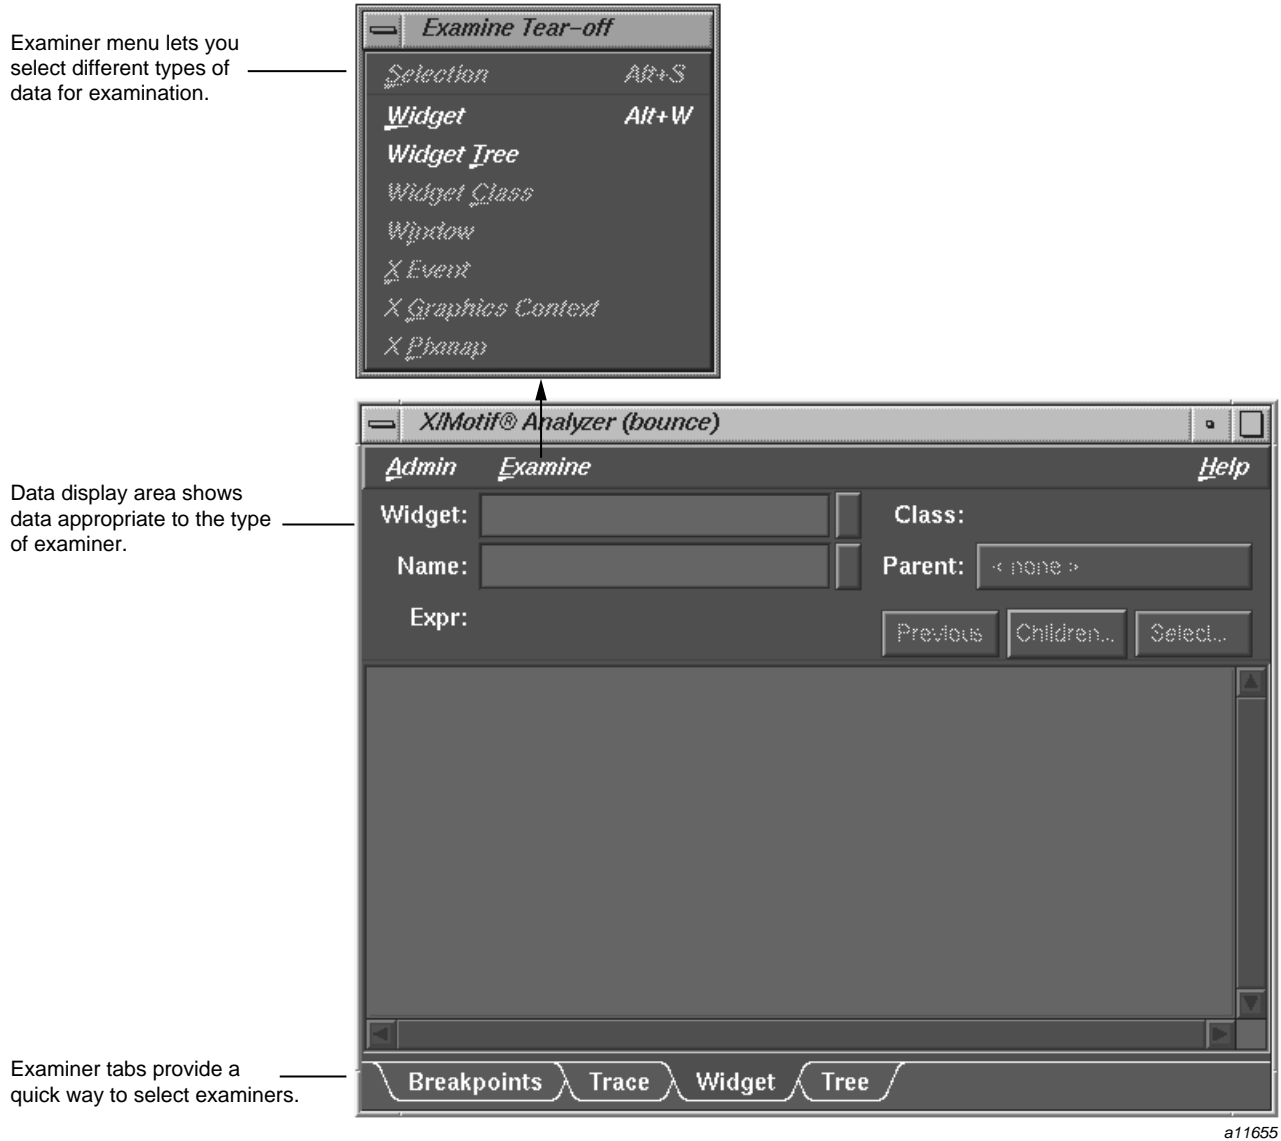 Examiner menu lets you
select different types of
data for examination.
Examine Tear-off
Selection Alt+S
Widget Alt+W
Widget Tree
Widget Class
Window
X Event
X Graphics Context
X Pixmap
X/Motif® Analyzer (bounce)
Admin Examine Help
Data display area shows
data appropriate to the type
of examiner.
Widget: Class:
Name: Parent: < none >
Expr: Previous Children... Select...
Examiner tabs provide a
quick way to select examiners.
Breakpoints Trace Widget Tree
a11655